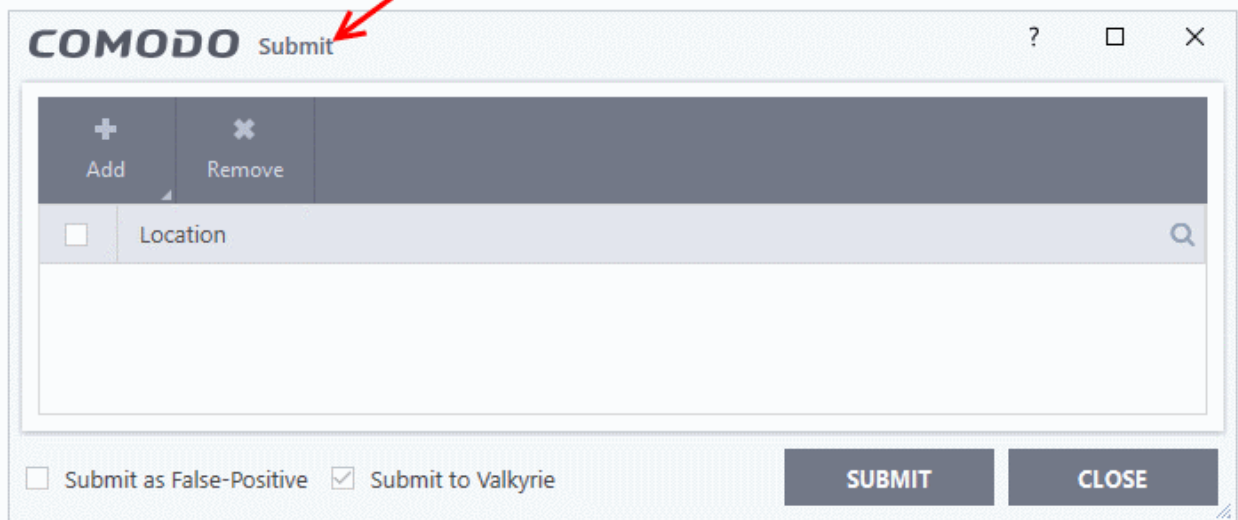 COMODO Submit
?
Add Remove
Location
Submit as False-Positive Submit to Valkyrie SUBMIT CLOSE